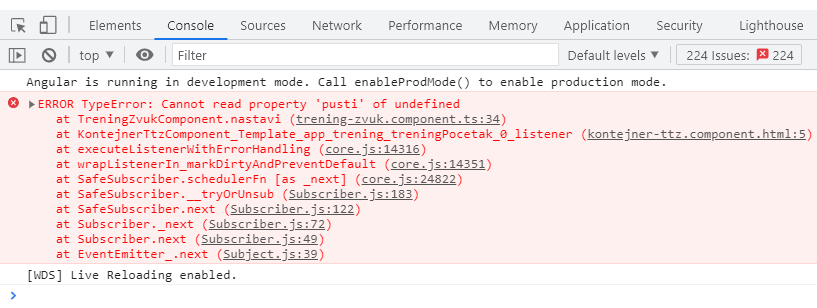 Elements Console Sources Network Performance Memory Application Security Lighthouse
top ▼ Filter Default levels ▼ 224 Issues: 224
Angular is running in development mode. Call enableProdMode() to enable production mode.
▶ERROR TypeError: Cannot read property 'pusti' of undefined
at TreningZvukComponent.nastavi (trening-zvuk.component.ts:34)
at KontejnerTtzComponent_Template_app_trening_treningPocetak_0_listener (kontejner-ttz.component.html:5)
at executeListenerWithErrorHandling (core.js:14316)
at wrapListenerIn_markDirtyAndPreventDefault (core.js:14351)
at SafeSubscriber.schedulerFn [as _next] (core.js:24822)
at SafeSubscriber.__tryOrUnsub (Subscriber.js:183)
at SafeSubscriber.next (Subscriber.js:122)
at Subscriber._next (Subscriber.js:72)
at Subscriber.next (Subscriber.js:49)
at EventEmitter_.next (Subject.js:39)
[WDS] Live Reloading enabled.